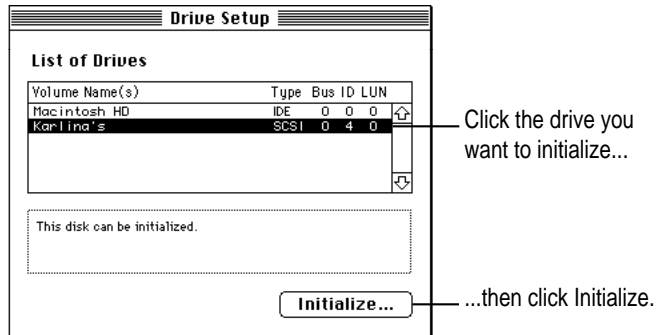 Drive Setup
List of Drives
Volume Name(s) Type Bus ID LUN
Macintosh HD IDE 0 0 0
Karlina's SCSI 0 4 0
Click the drive you
want to initialize...
This disk can be initialized.
Initialize...
...then click Initialize.